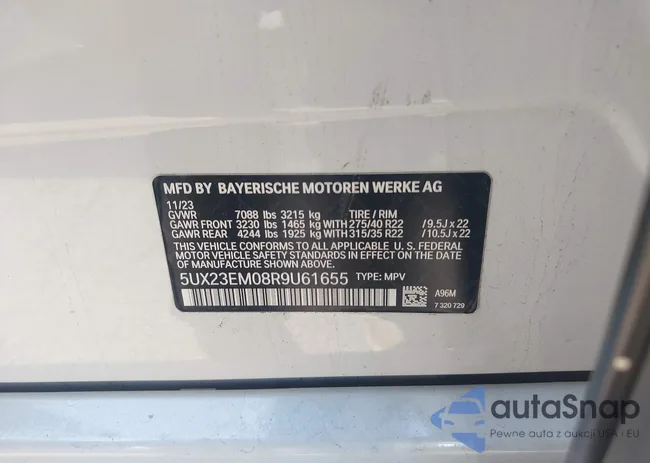 MFD BY BAYERISCHE MOTOREN WERKE AG
11/23
GVWR 7088 lbs 3215 kg TIRE / RIM
GAWR FRONT 3230 lbs 1465 kg WITH 275/40 R22 /9.5J x 22
GAWR REAR 4244 lbs 1925 kg WITH 315/35 R22 /10.5J x 22
THIS VEHICLE CONFORMS TO ALL APPLICABLE U. S. FEDERAL
MOTOR VEHICLE SAFETY STANDARDS IN EFFECT ON THE DATE
OF MANUFACTURE SHOWN ABOVE.
5UX23EM08R9U61655 TYPE: MPV
A96M
7 320 729
autoSnap
Pewne auta z aukcji USA · EU